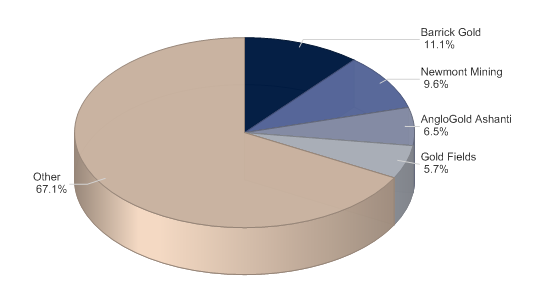 Barrick Gold
11.1%
Newmont Mining
9.6%
AngloGold Ashanti
6.5%
Gold Fields
5.7%
Other
67.1%